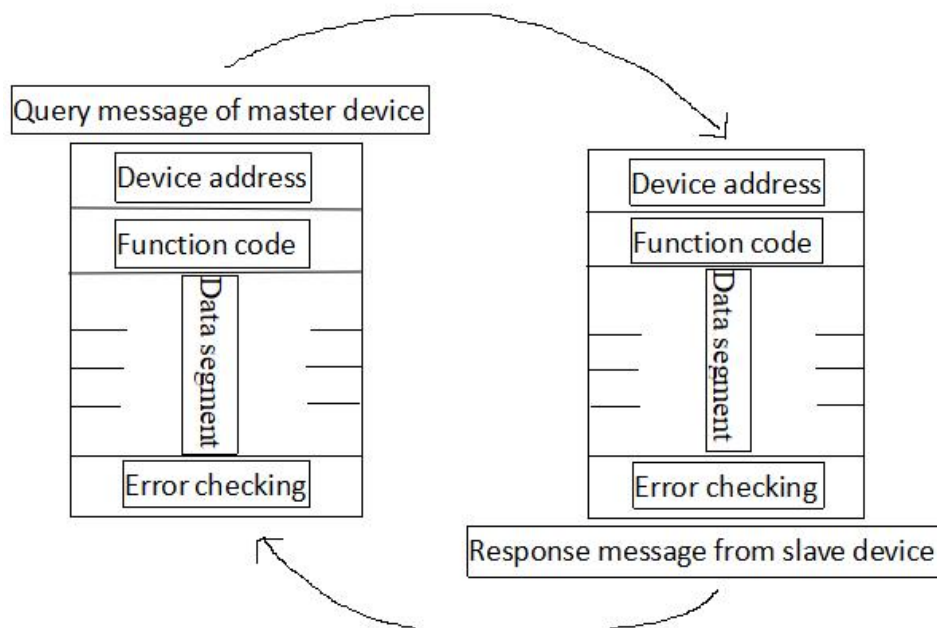 Query message of master device
Device address
Function code
Data segment
Error checking
Device address
Function code
Data segment
Error checking
Response message from slave device